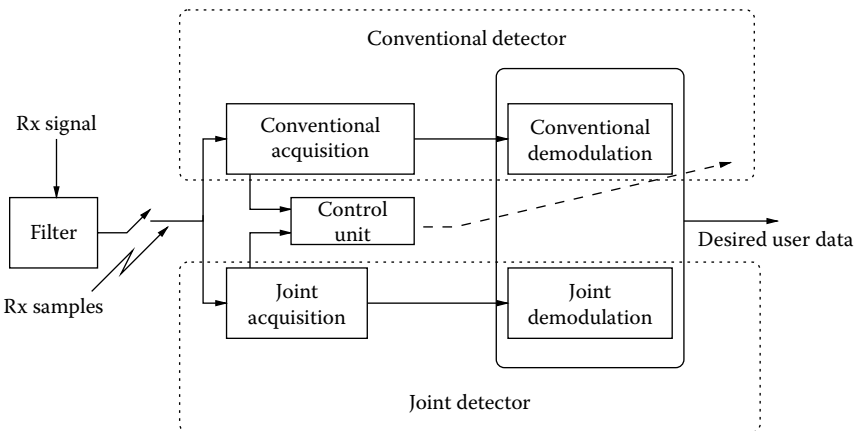 Conventional detector
Rx signal
Conventional
acquisition
Conventional
demodulation
Filter
Control
unit
Desired user data
Rx samples
Joint
acquisition
Joint
demodulation
Joint detector